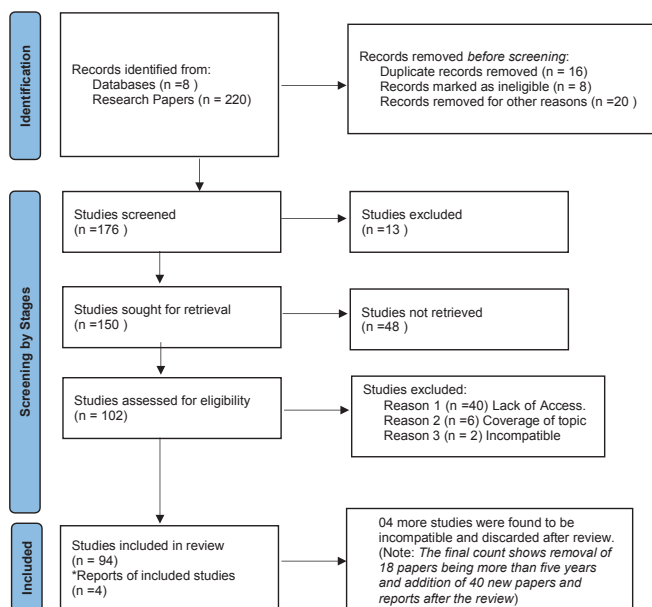 Identification
Records identified from:
Databases (n =8 )
Research Papers (n = 220)
Records removed before screening:
Duplicate records removed (n = 16)
Records marked as ineligible (n = 8)
Records removed for other reasons (n =20 )
Screening by Stages
Studies screened
(n =176 )
Studies excluded
(n =13 )
Studies sought for retrieval
(n =150 )
Studies not retrieved
(n =48 )
Studies assessed for eligibility
(n = 102)
Studies excluded:
Reason 1 (n =40) Lack of Access.
Reason 2 (n =6) Coverage of topic
Reason 3 (n = 2) Incompatible
Included
Studies included in review
(n = 94)
*Reports of included studies
(n =4)
04 more studies were found to be
incompatible and discarded after review.
(Note: The final count shows removal of
18 papers being more than five years
and addition of 40 new papers and
reports after the review)